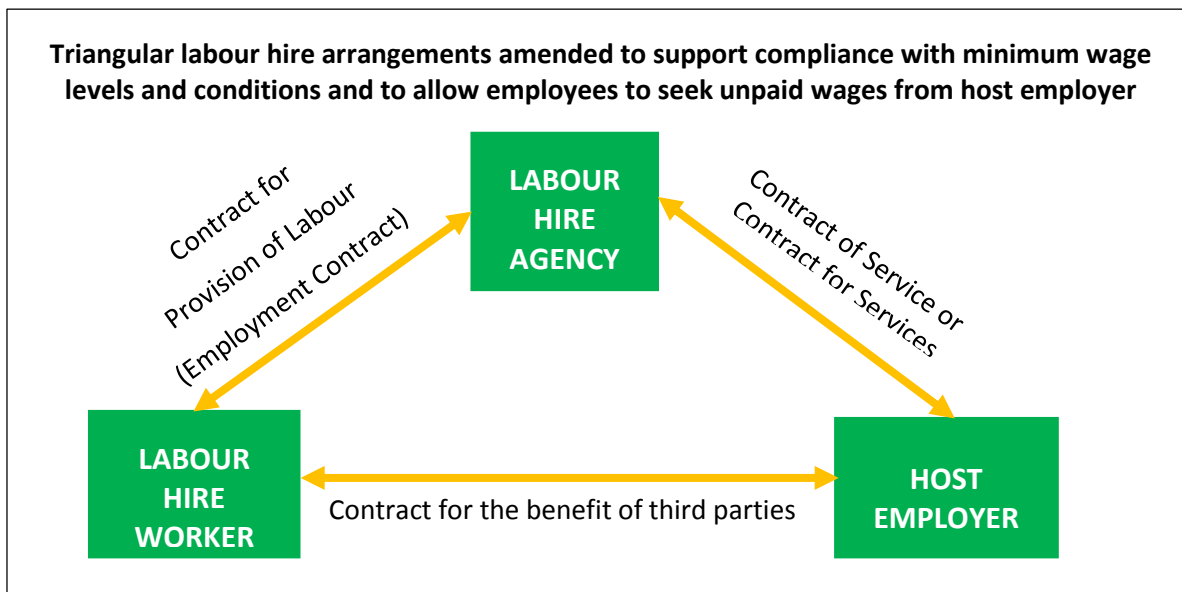 Triangular labour hire arrangements amended to support compliance with minimum wage
levels and conditions and to allow employees to seek unpaid wages from host employer
LABOUR
HIRE
AGENCY
Contract for
Provision of Labour
(Employment Contract)
Contract of Service or
Contract for Services
LABOUR
HIRE
WORKER
Contract for the benefit of third parties
HOST
EMPLOYER